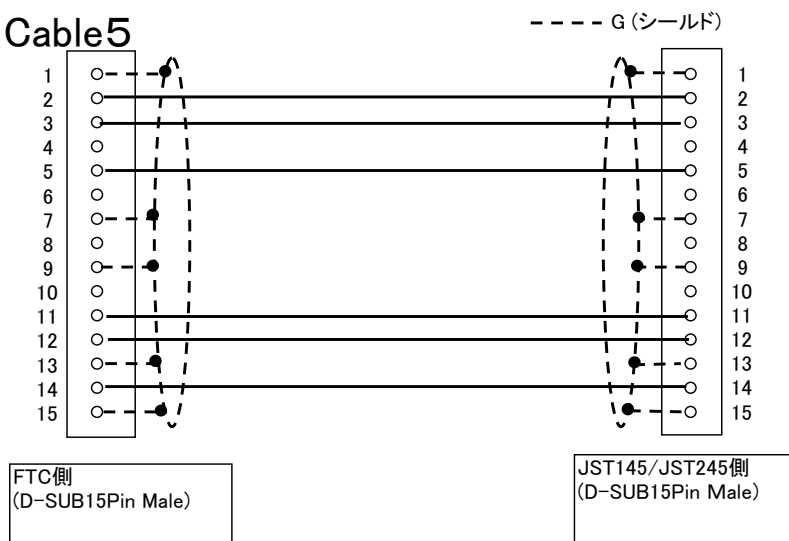 Cable5
---- G (シールド)
1 1
2 2
3 3
4 4
5 5
6 6
7 7
8 8
9 9
10 10
11 11
12 12
13 13
14 14
15 15
FTC側
(D-SUB15Pin Male)
JST145/JST245側
(D-SUB15Pin Male)